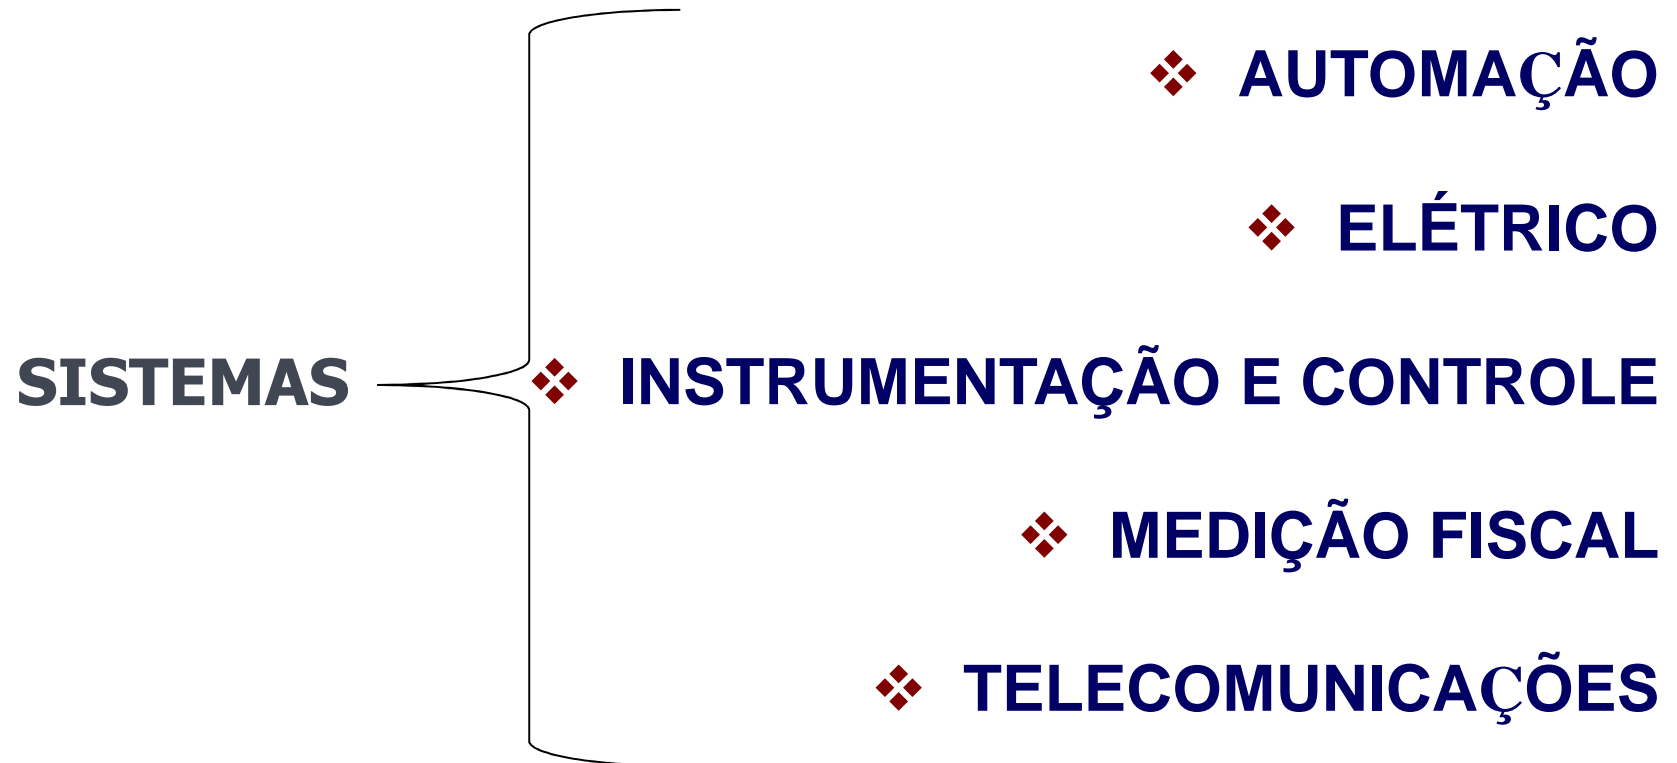 AUTOMAÇÃO
ELÉTRICO
SISTEMAS
INSTRUMENTAÇÃO E CONTROLE
MEDIÇÃO FISCAL
TELECOMUNICAÇÕES